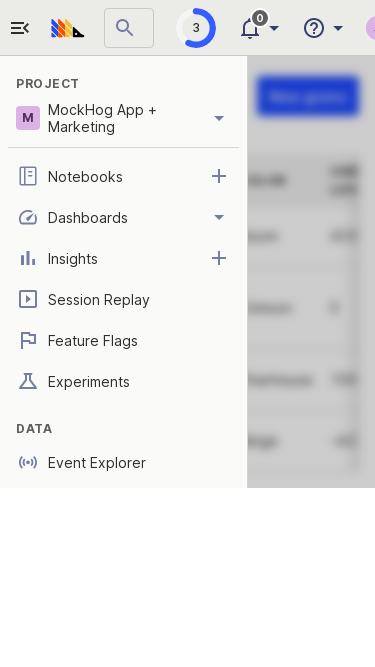 3
0
PROJECT
M
MockHog App +
Marketing
Notebooks
Dashboards
Insights
Session Replay
Feature Flags
Experiments
DATA
Event Explorer